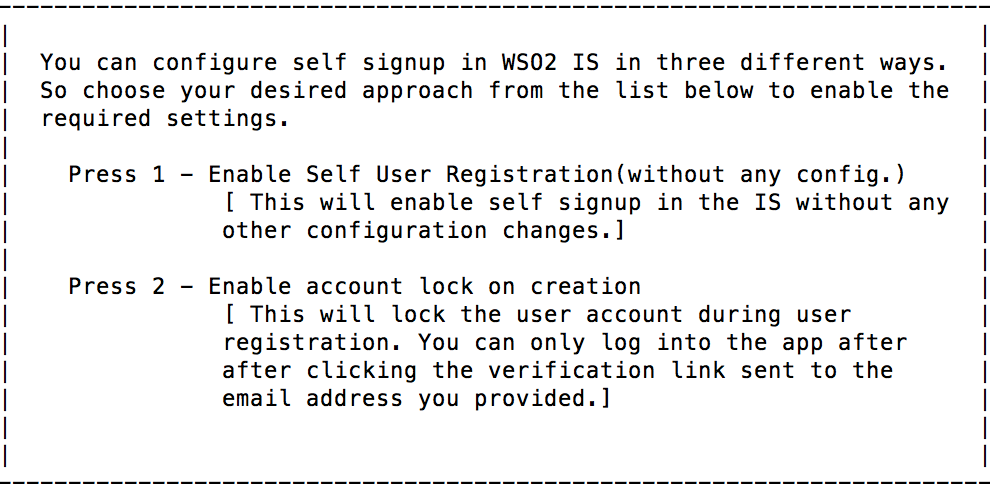 You can configure self signup in WSO2 IS in three different ways.
So choose your desired approach from the list below to enable the
required settings.
Press 1 – Enable Self User Registration(without any config.)
[ This will enable self signup in the IS without any
other configuration changes.]
Press 2 – Enable account lock on creation
[ This will lock the user account during user
registration. You can only log into the app after
after clicking the verification link sent to the
email address you provided.]